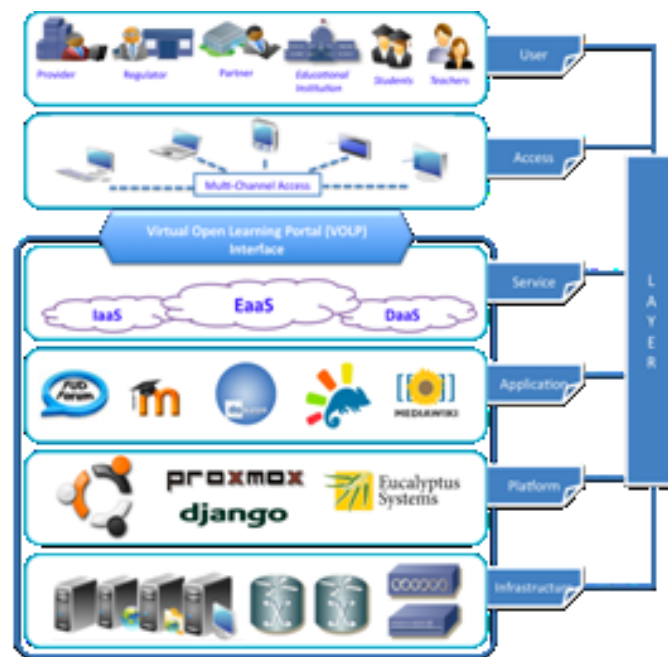 Provider
Regulator
Partner
Educational
Institution
Students
Teachers
User
Multi-Channel Access
Access
Virtual Open Learning Portal (VOLP)
Interface
IaaS
EaaS
DaaS
Service
FUD
Forum
m
MEDIAWIKI
Application
PROXMOX
django
Eucalyptus
Systems
Platform
Infrastructure
LAYER